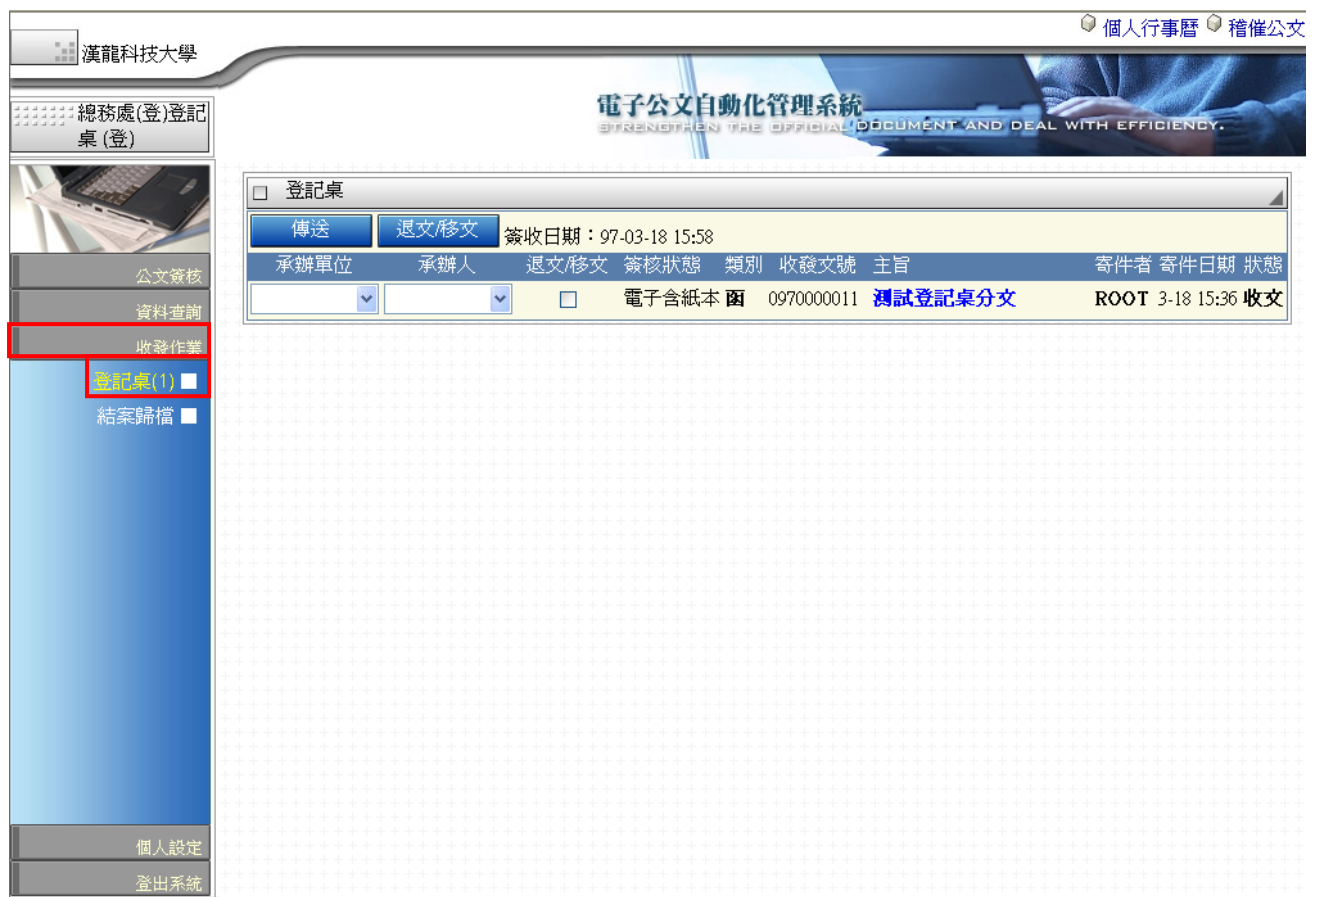 個人行事曆 稽催公文
漢龍科技大學
總務處(登)登記
桌 (登)
電子公文自動化管理系統
STRENGTHEN THE OFFICIAL DOCUMENT AND DEAL WITH EFFICIENCY.
登記桌
傳送 退文/移文 簽收日期：97-03-18 15:58
承辦單位 承辦人 退文/移文 簽核狀態 類別 收發文號 主旨 寄件者 寄件日期 狀態
電子含紙本 函 0970000011 測試登記桌分文 ROOT 3-18 15:36 收文
公文簽核
資料查詢
收發作業
登記桌(1)
結案歸檔
個人設定
登出系統